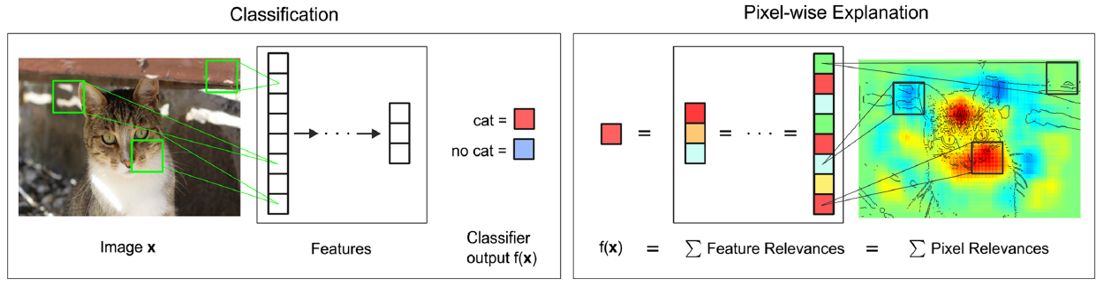 Classification
Pixel-wise Explanation
cat =
no cat =
= = · · · =
Image x
Features
Classifier
output f(x)
f(x) = ∑ Feature Relevances = ∑ Pixel Relevances